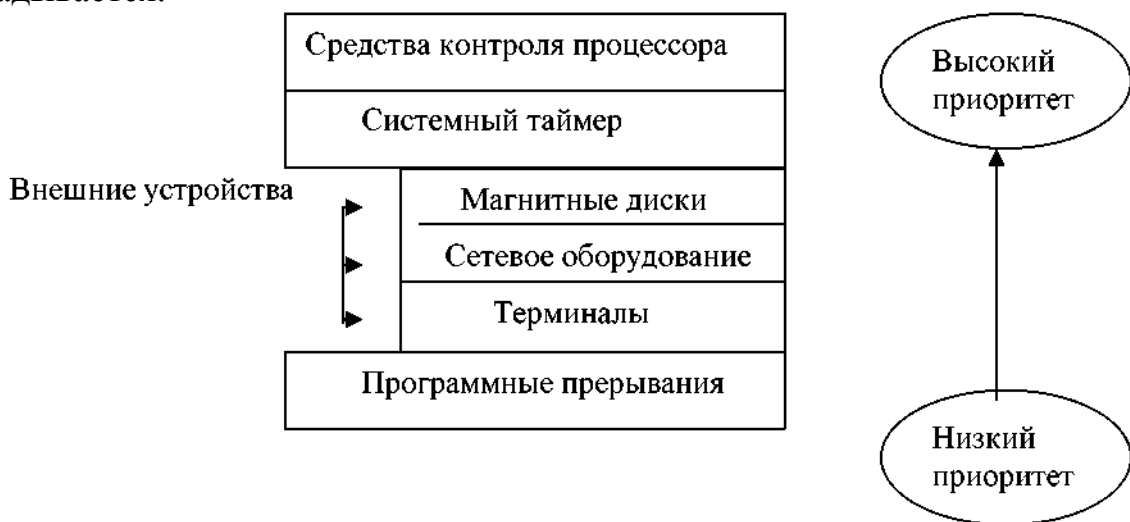 Средства контроля процессора
Высокий
приоритет
Системный таймер
Внешние устройства
Магнитные диски
Сетевое оборудование
Терминалы
Программные прерывания
Низкий
приоритет